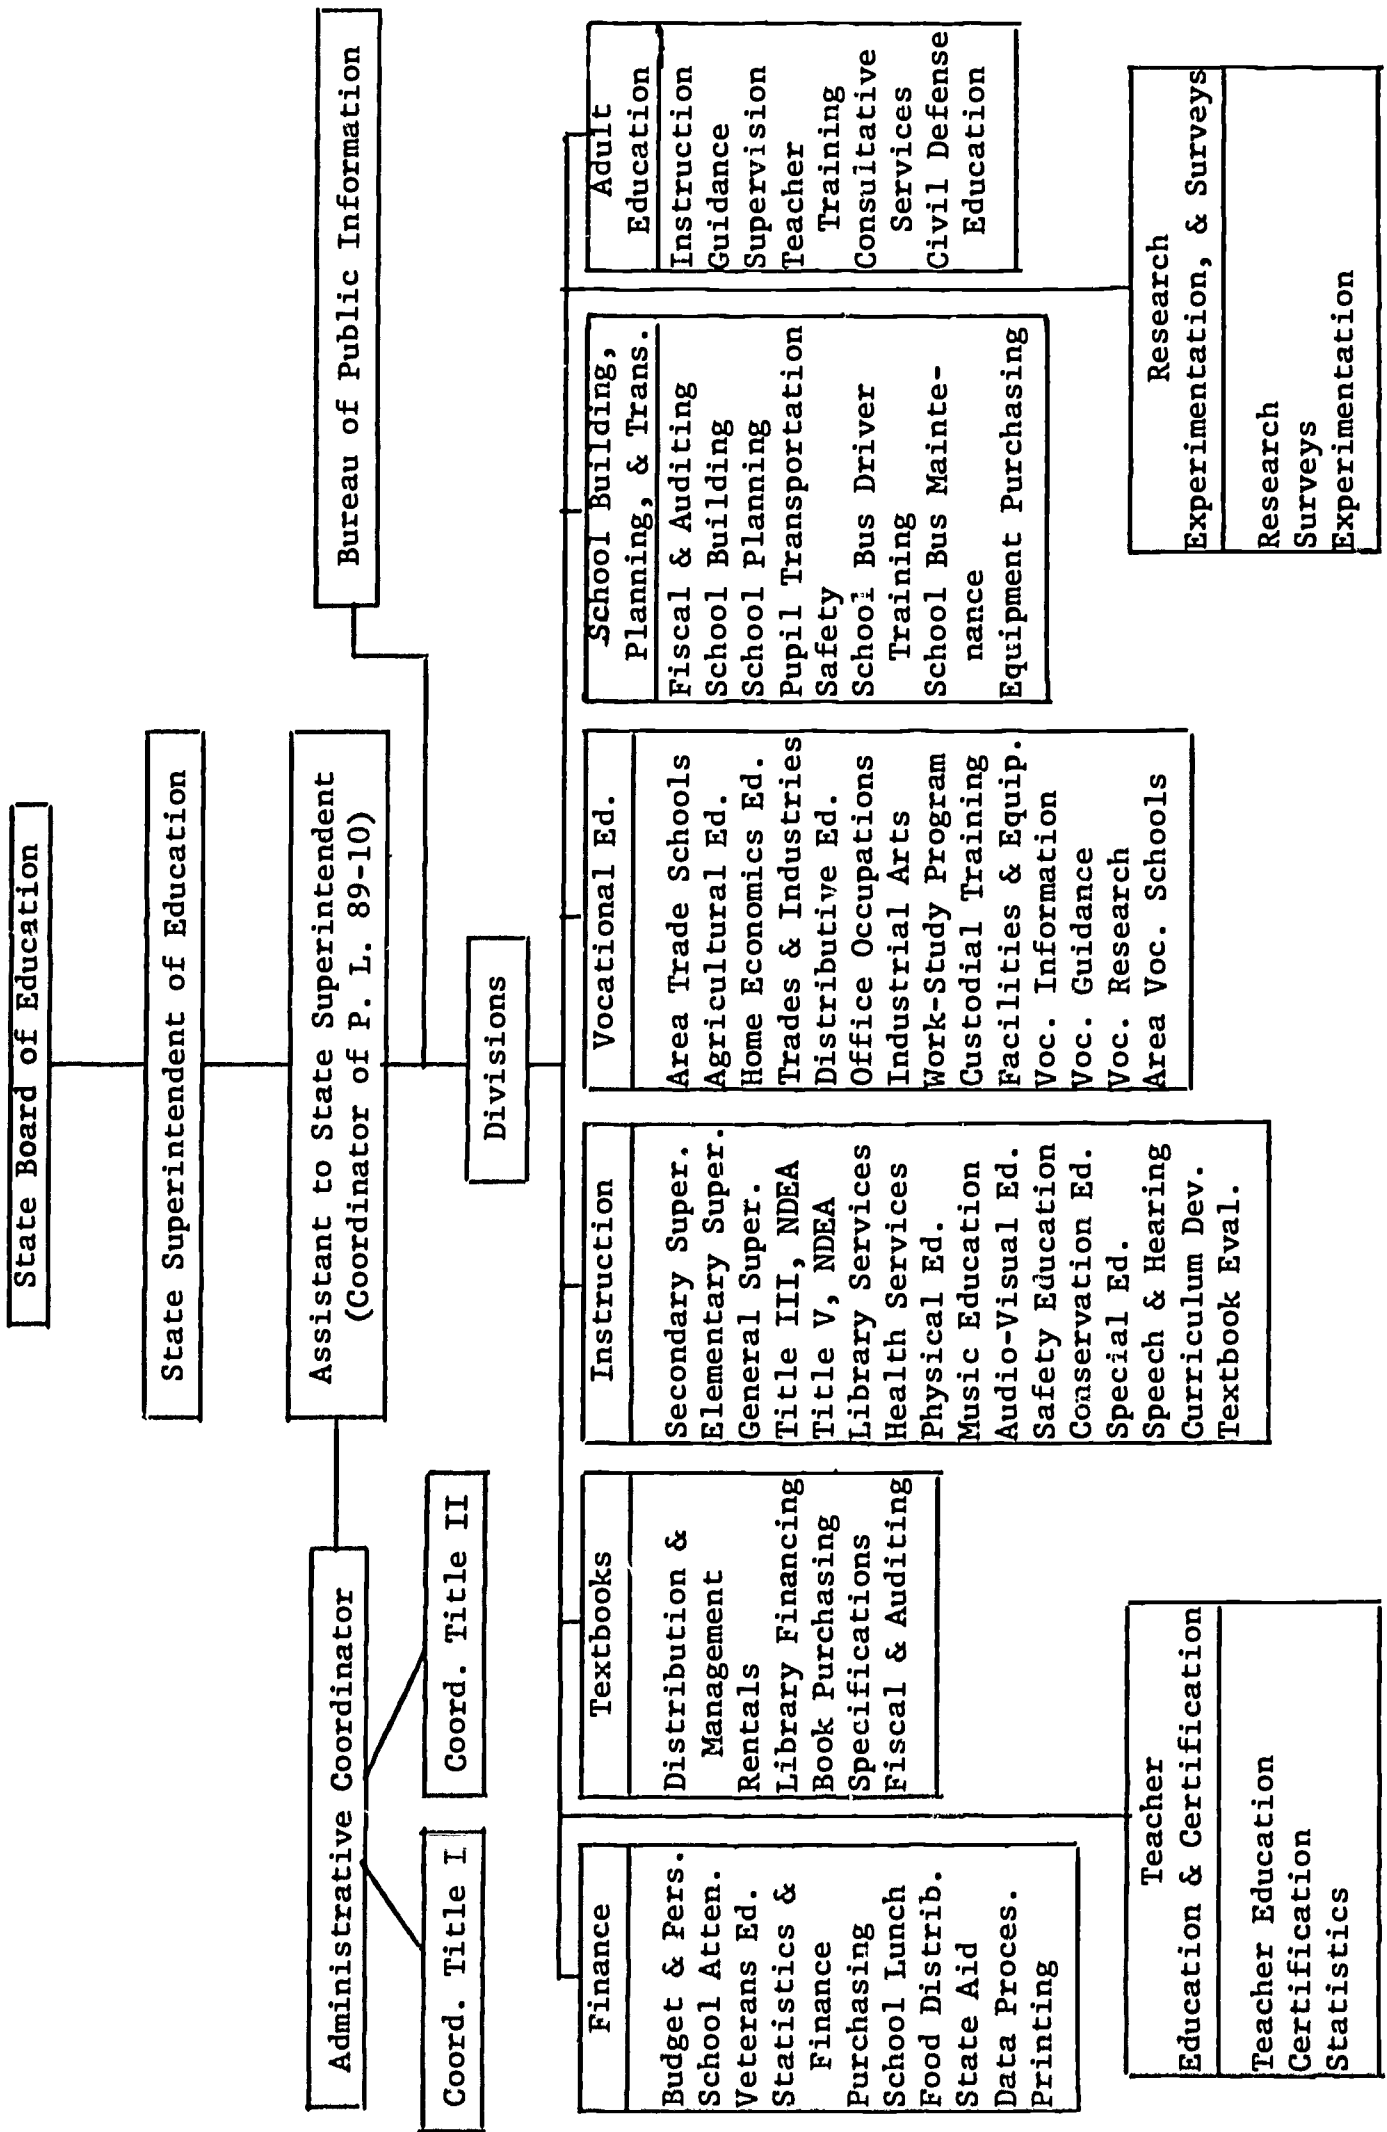 State Board of Education
State Superintendent of Education
Assistant to State Superintendent
(Coordinator of P. L. 89-10)
Administrative Coordinator
Bureau of Public Information
Coord. Title I
Coord. Title II
Divisions
Finance
Budget & Pers.
School Atten.
Veterans Ed.
Statistics &
Finance
Purchasing
School Lunch
Food Distrib.
State Aid
Data Proces.
Printing
Textbooks
Distribution &
Management
Rentals
Library Financing
Book Purchasing
Specifications
Fiscal & Auditing
Instruction
Secondary Super.
Elementary Super.
General Super.
Title III, NDEA
Title V, NDEA
Library Services
Health Services
Physical Ed.
Music Education
Audio-Visual Ed.
Safety Education
Conservation Ed.
Special Ed.
Speech & Hearing
Curriculum Dev.
Textbook Eval.
Vocational Ed.
Area Trade Schools
Agricultural Ed.
Home Economics Ed.
Trades & Industries
Distributive Ed.
Office Occupations
Industrial Arts
Work-Study Program
Custodial Training
Facilities & Equip.
Voc. Information
Voc. Guidance
Voc. Research
Area Voc. Schools
School Building,
Planning, & Trans.
Fiscal & Auditing
School Building
School Planning
Pupil Transportation
Safety
School Bus Driver
Training
School Bus Mainte-
nance
Equipment Purchasing
Adult
Education
Instruction
Guidance
Supervision
Teacher
Training
Consultative
Services
Civil Defense
Education
Teacher
Education & Certification
Teacher Education
Certification
Statistics
Research
Experimentation, & Surveys
Research
Surveys
Experimentation